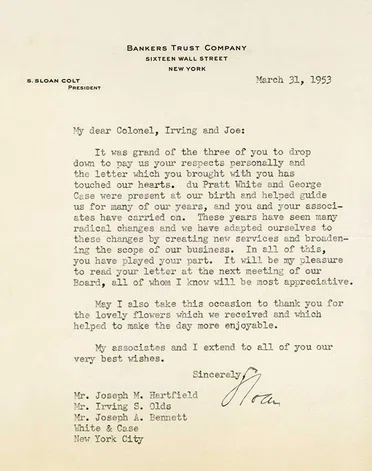 BANKERS TRUST COMPANY
SIXTEEN WALL STREET
NEW YORK
S. SLOAN COLT
PRESIDENT
March 31, 1953
My dear Colonel, Irving and Joe:
It was grand of the three of you to drop
down to pay us your respects personally and
the letter which you brought with you has
touched our hearts. du Pratt White and George
Case were present at our birth and helped guide
us for many of our years, and you and your associ-
ates have carried on. These years have seen many
radical changes and we have adapted ourselves to
these changes by creating new services and broaden-
ing the scope of our business. In all of this,
you have played your part. It will be my pleasure
to read your letter at the next meeting of our
Board, all of whom I know will be most appreciative.
May I also take this occasion to thank you for
the lovely flowers which we received and which
helped to make the day more enjoyable.
My associates and I extend to all of you our
very best wishes.
Sincerely,
Sloan
Mr. Joseph M. Hartfield
Mr. Irving S. Olds
Mr. Joseph A. Bennett
White & Case
New York City